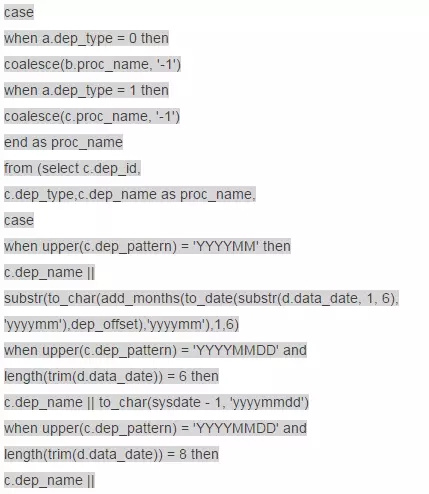 case
when a.dep_type = 0 then
coalesce(b.proc_name, '-1')
when a.dep_type = 1 then
coalesce(c.proc_name, '-1')
end as proc_name
from (select c.dep_id,
c.dep_type,c.dep_name as proc_name,
case
when upper(c.dep_pattern) = 'YYYYMM' then
c.dep_name ||
substr(to_char(add_months(to_date(substr(d.data_date, 1, 6),
'yyyymm'),dep_offset),'yyyymm'),1,6)
when upper(c.dep_pattern) = 'YYYYMMDD' and
length(trim(d.data_date)) = 6 then
c.dep_name || to_char(sysdate - 1, 'yyyymmdd')
when upper(c.dep_pattern) = 'YYYYMMDD' and
length(trim(d.data_date)) = 8 then
c.dep_name ||